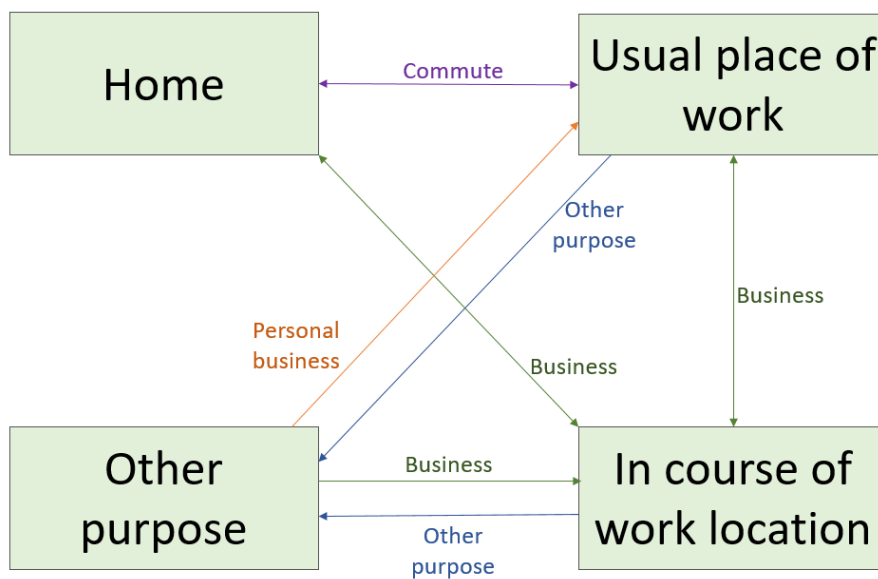 Home
Commute
Usual place of
work
Other
purpose
Business
Personal
business
Business
Other
purpose
Business
In course of
work location
Other
purpose